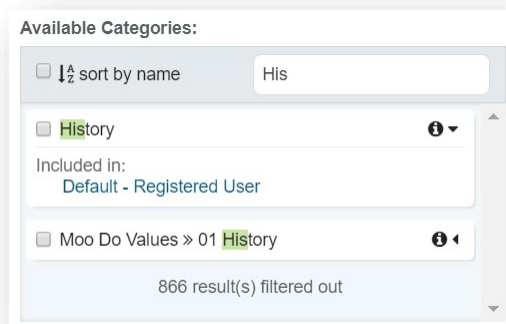 Available Categories:
sort by name
His
History
Included in:
Default - Registered User
Moo Do Values » 01 History
866 result(s) filtered out